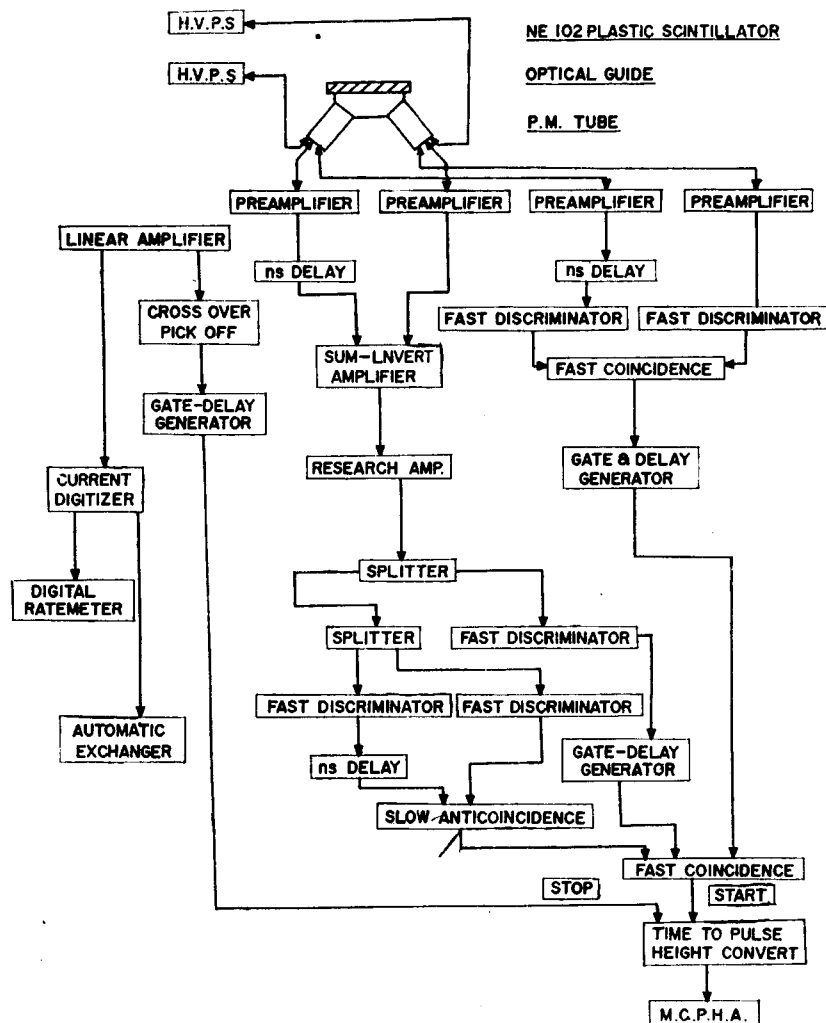 H.V.P.S
NE 102 PLASTIC SCINTILLATOR
H.V.P.S
OPTICAL GUIDE
P.M. TUBE
PREAMPLIFIER
PREAMPLIFIER
PREAMPLIFIER
PREAMPLIFIER
LINEAR AMPLIFIER
ns DELAY
ns DELAY
CROSS OVER
PICK OFF
FAST DISCRIMINATOR
FAST DISCRIMINATOR
SUM-LNVERT
AMPLIFIER
FAST COINCIDENCE
GATE-DELAY
GENERATOR
RESEARCH AMP.
GATE & DELAY
GENERATOR
CURRENT
DIGITIZER
SPLITTER
DIGITAL
RATEMETER
SPLITTER
FAST DISCRIMINATOR
FAST DISCRIMINATOR
FAST DISCRIMINATOR
AUTOMATIC
EXCHANGER
ns DELAY
GATE-DELAY
GENERATOR
SLOW ANTICOINCIDENCE
FAST COINCIDENCE
STOP
START
TIME TO PULSE
HEIGHT CONVERT
M.C.P.H.A.